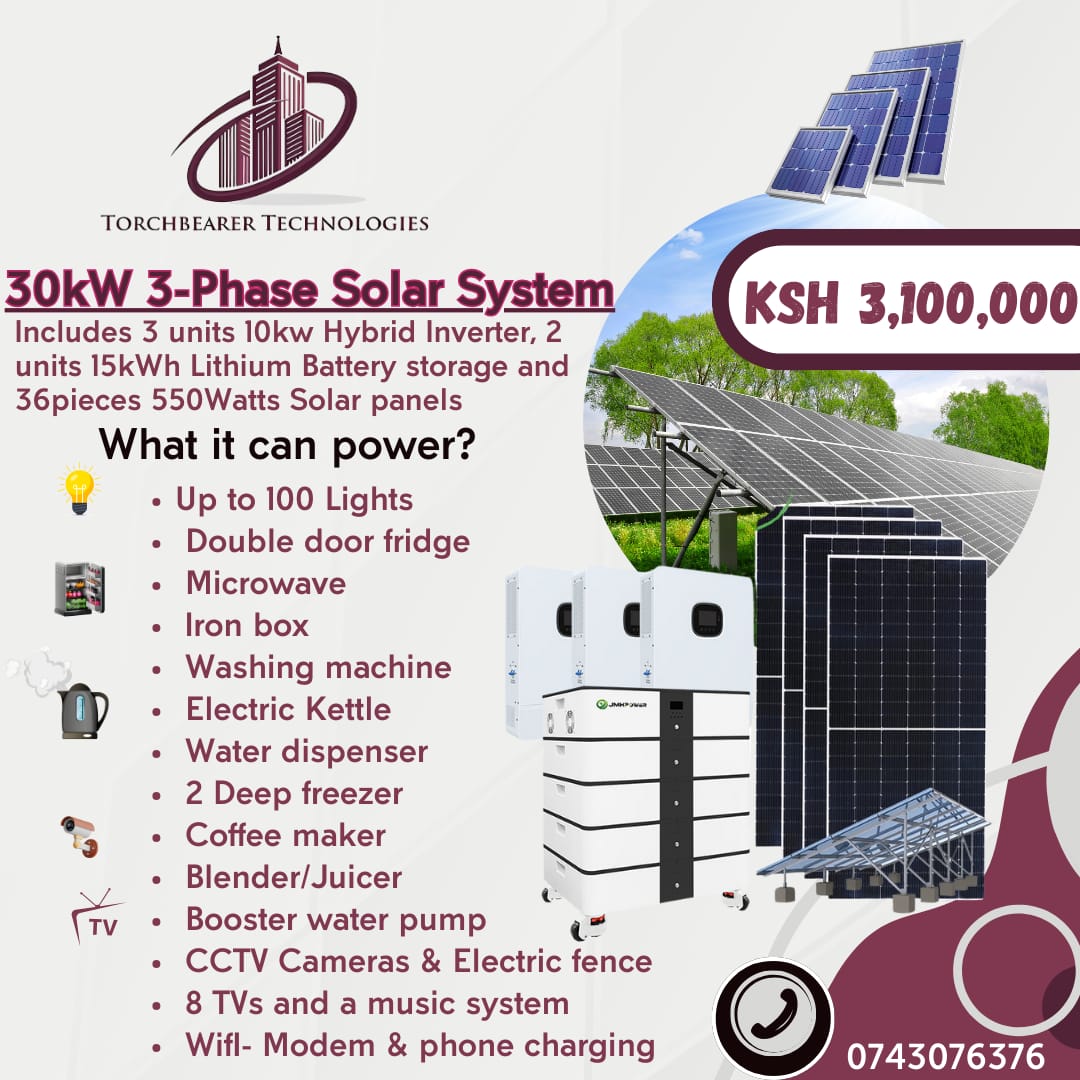 TORCHBEARER TECHNOLOGIES
30kW 3-Phase Solar System
Includes 3 units 10kw Hybrid Inverter, 2
units 15kWh Lithium Battery storage and
36pieces 550Watts Solar panels
KSH 3,100,000
What it can power?
• Up to 100 Lights
• Double door fridge
• Microwave
• Iron box
• Washing machine
• Electric Kettle
• Water dispenser
• 2 Deep freezer
• Coffee maker
• Blender/Juicer
• Booster water pump
• CCTV Cameras & Electric fence
• 8 TVs and a music system
• WifI- Modem & phone charging
TV
JMHPOWER
0743076376